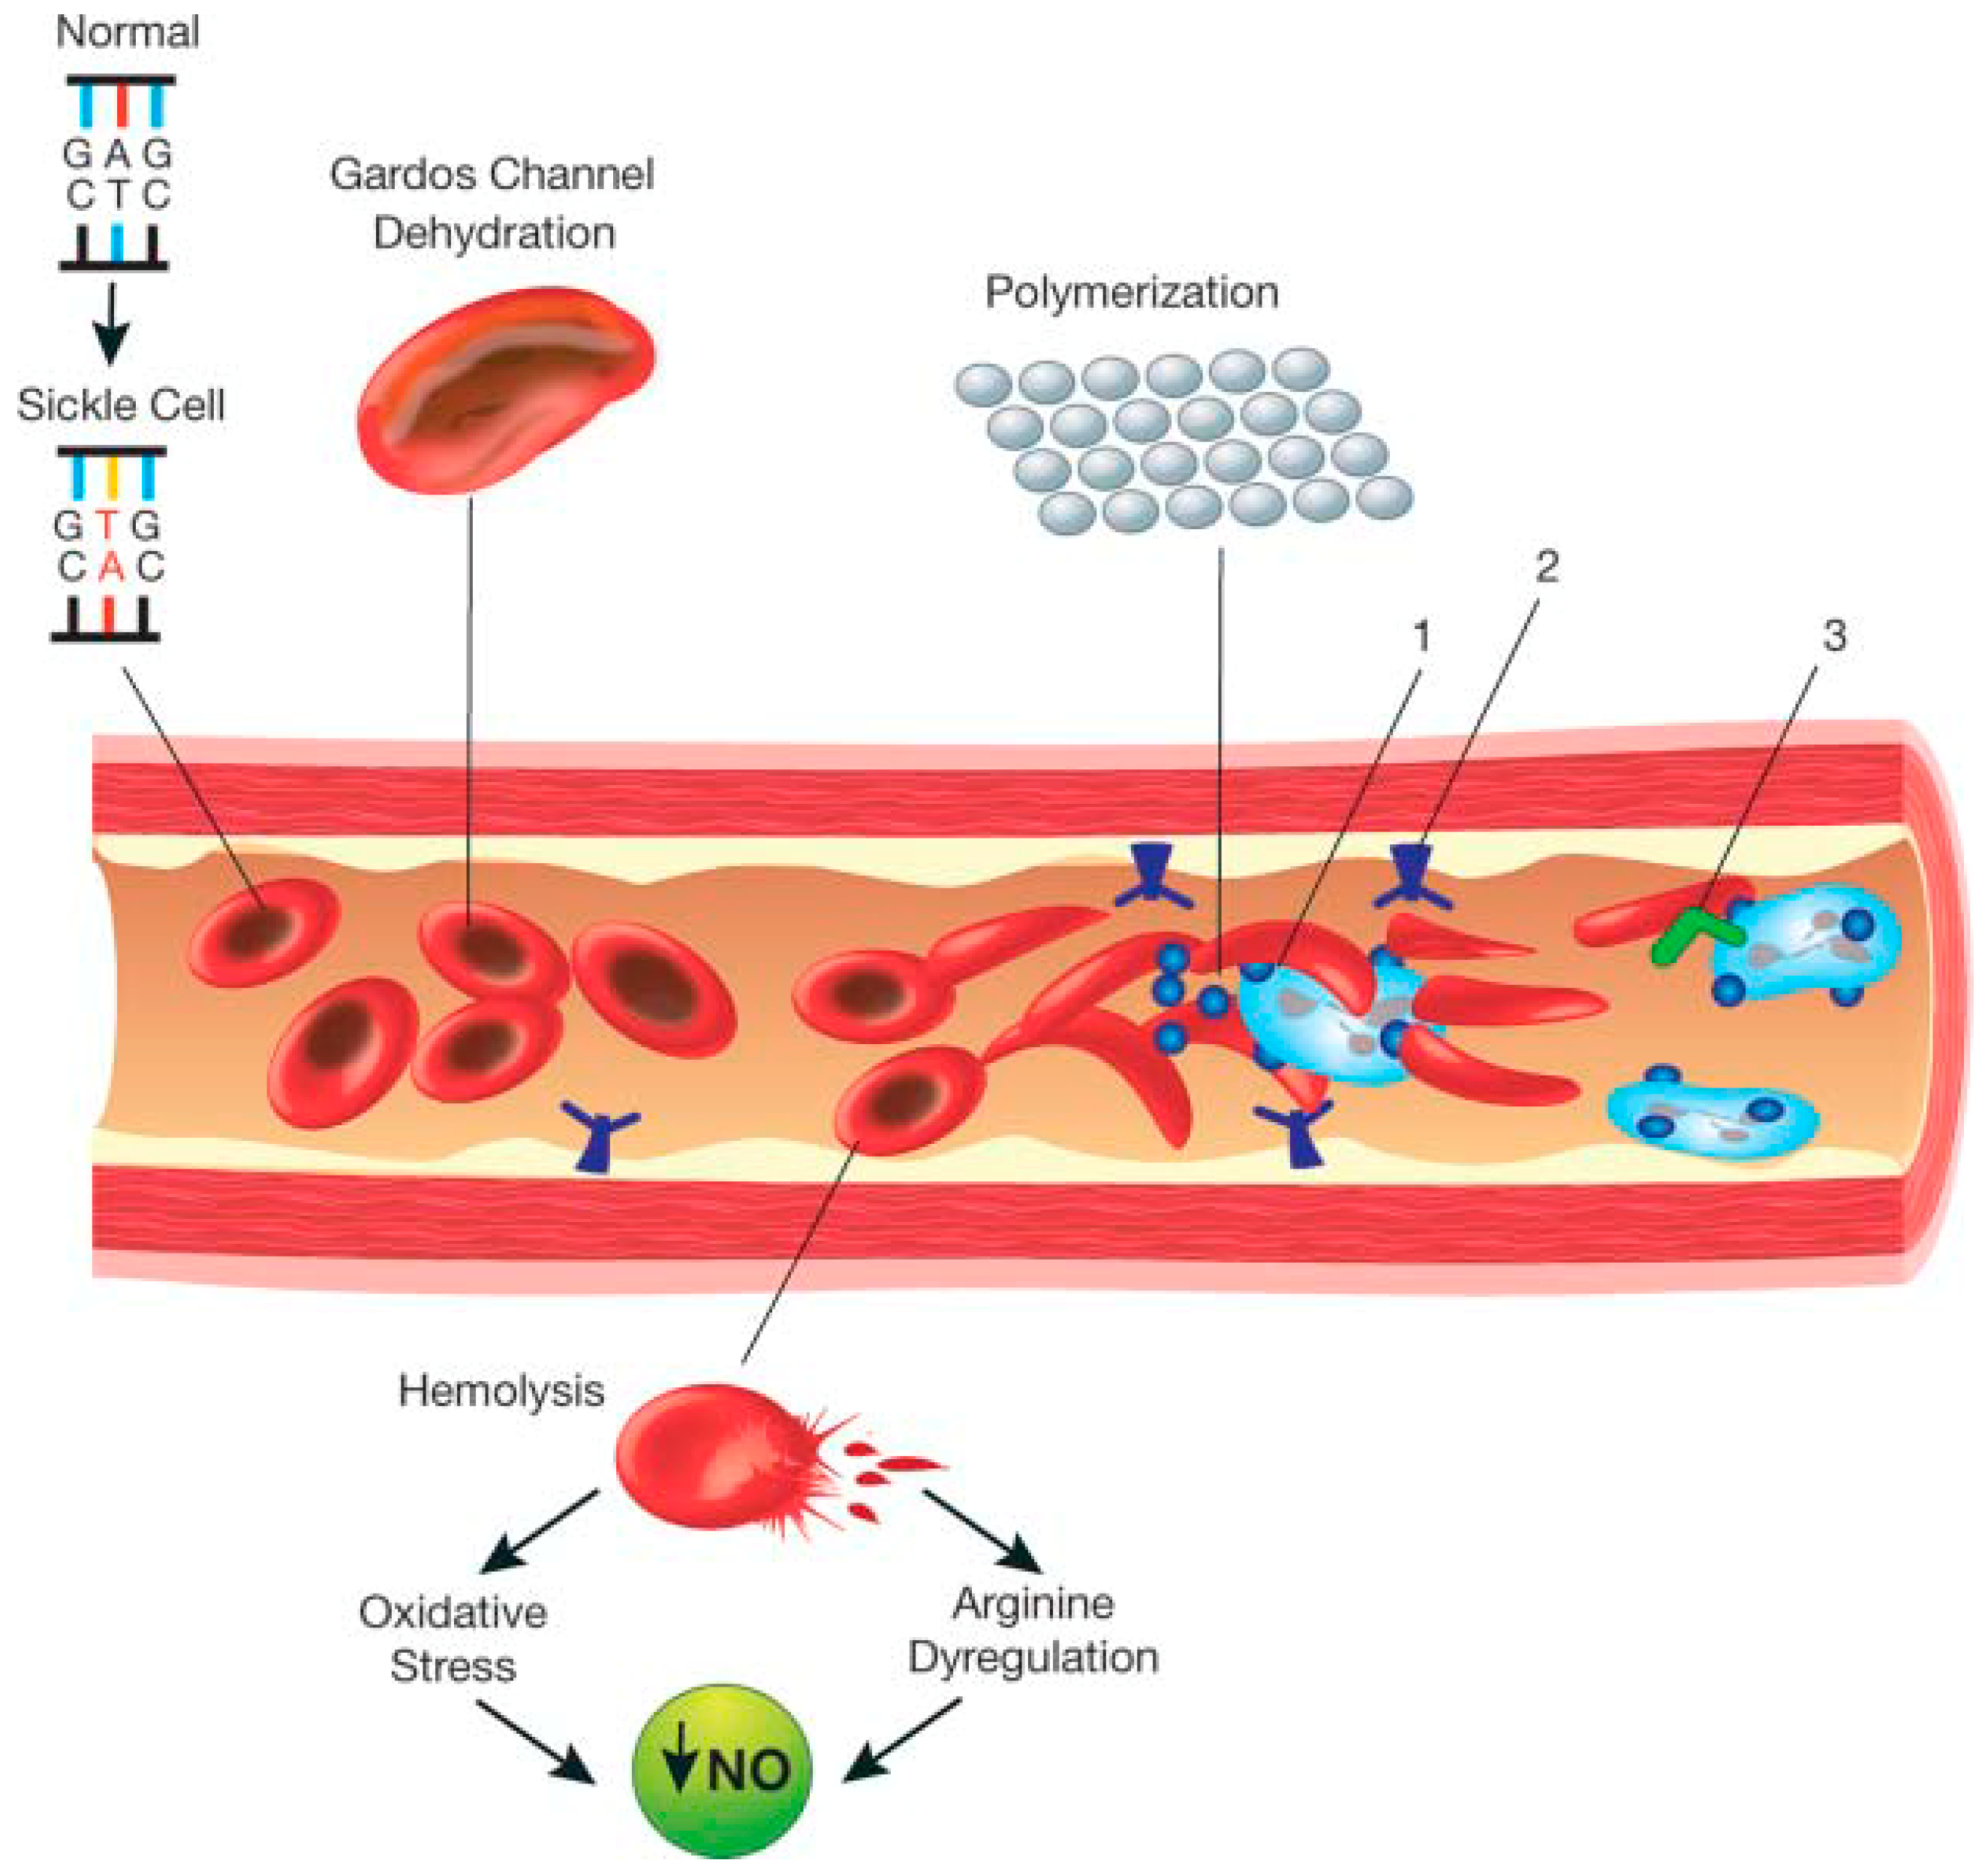 Normal
G A G
C T C
Sickle Cell
G T G
C A C
Gardos Channel
Dehydration
Polymerization
1
2
3
Hemolysis
Oxidative
Stress
Arginine
Dyregulation
↓NO